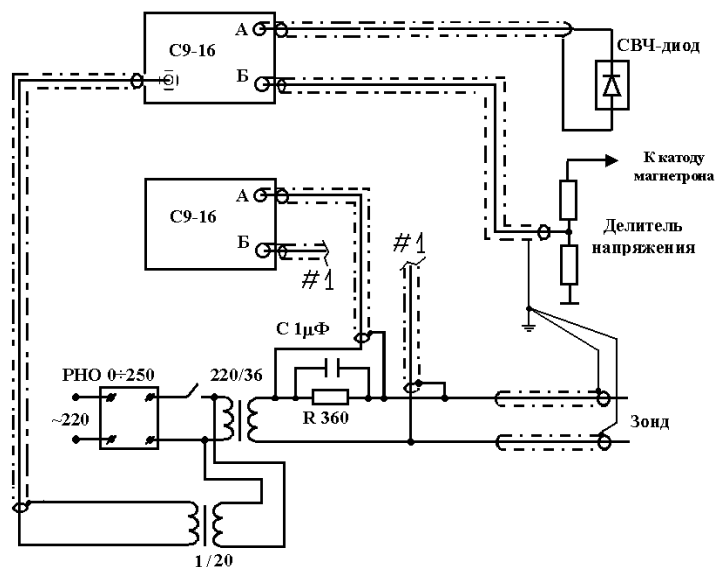 А
С9-16
Б
СВЧ-диод
К катоду
магнетрона
А
С9-16
Б
#1
#1
Делитель
напряжения
С 1µФ
РНО 0÷250
220/36
~220
R 360
Зонд
1/20